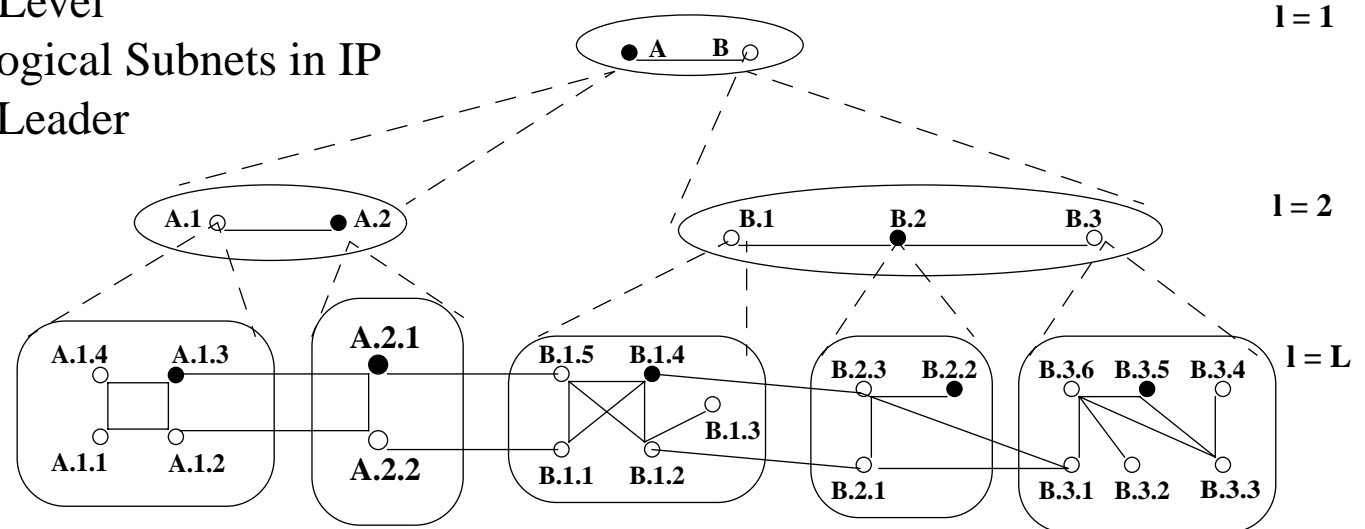 Level
ogical Subnets in IP
Leader
l = 1
A B
l = 2
A.1 A.2
B.1 B.2 B.3
l = L
A.1.4 A.1.3
A.1.1 A.1.2
A.2.1
A.2.2
B.1.5 B.1.4
B.1.3
B.1.1 B.1.2
B.2.3 B.2.2
B.2.1
B.3.6 B.3.5 B.3.4
B.3.1 B.3.2 B.3.3